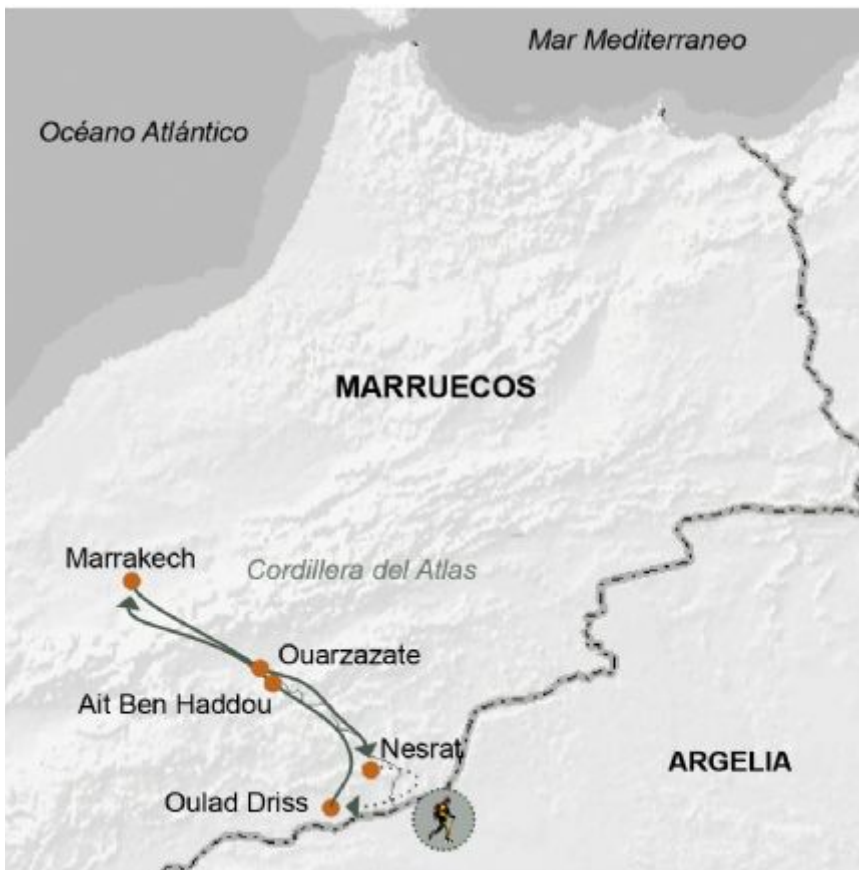 Mar Mediterraneo
Océano Atlántico
MARRUECOS
Marrakech
Cordillera del Atlas
Ouarzazate
Ait Ben Haddou
Nesrat
ARGELIA
Oulad Driss